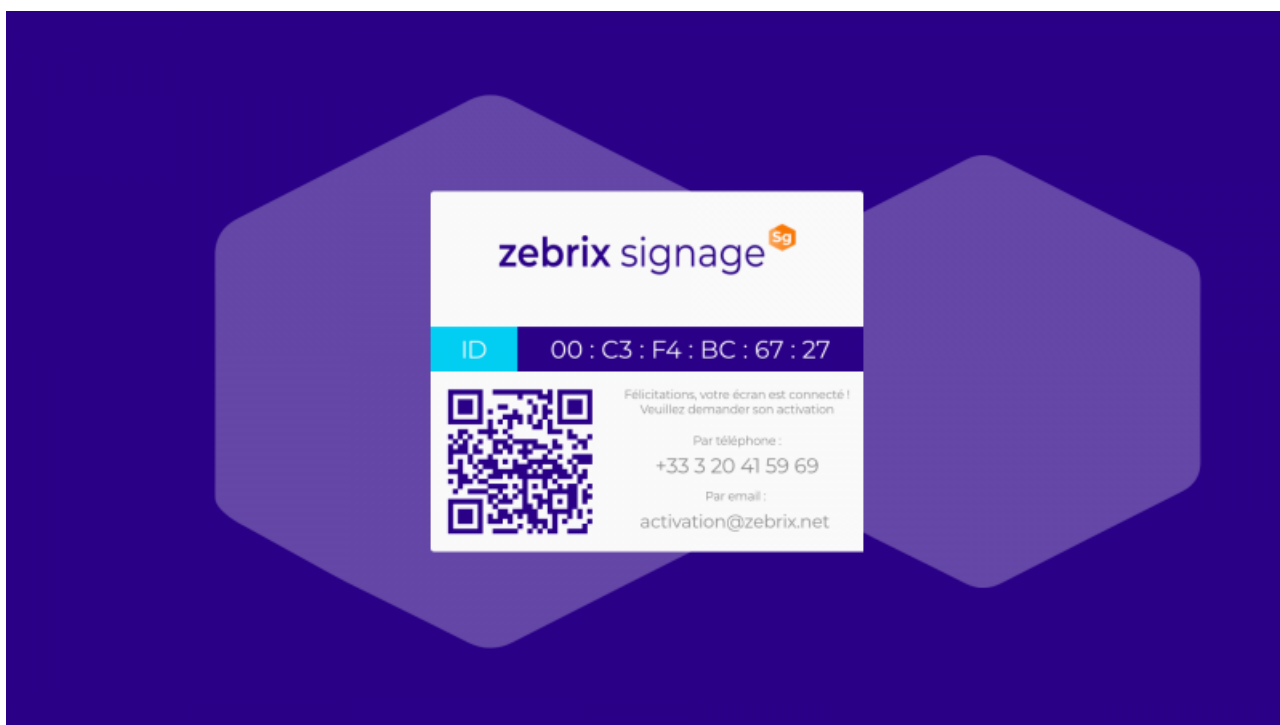 zebrix signage Sg
ID 00 : C3 : F4 : BC : 67 : 27
Félicitations, votre écran est connecté !
Veuillez demander son activation
Par téléphone :
+33 3 20 41 59 69
Par email :
activation@zebrix.net